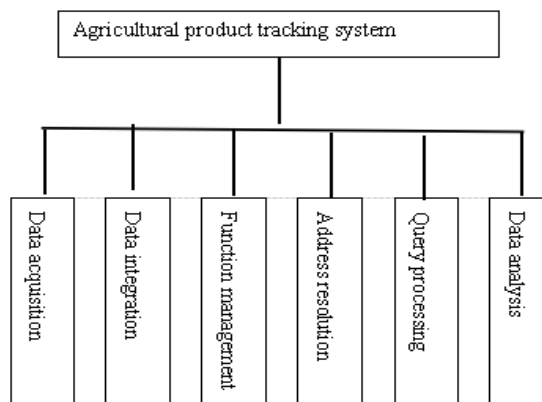 Agricultural product tracking system
Data acquisition
Data integration
Function management
Address resolution
Query processing
Data analysis